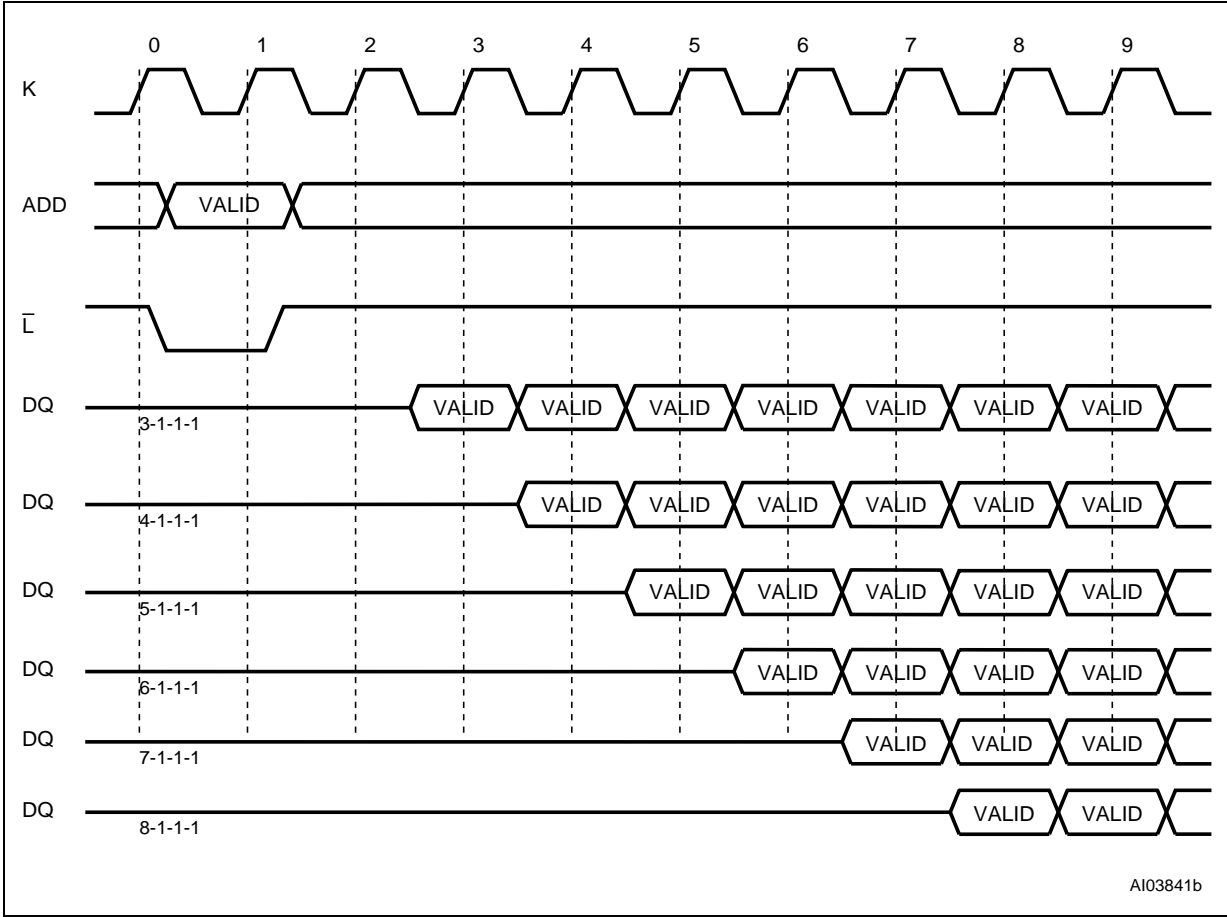 0 1 2 3 4 5 6 7 8 9
K
ADD VALID
L̅
DQ VALID VALID VALID VALID VALID VALID VALID
3-1-1-1
DQ VALID VALID VALID VALID VALID VALID
4-1-1-1
DQ VALID VALID VALID VALID VALID
5-1-1-1
DQ VALID VALID VALID VALID
6-1-1-1
DQ VALID VALID VALID
7-1-1-1
DQ VALID VALID
8-1-1-1
AI03841b